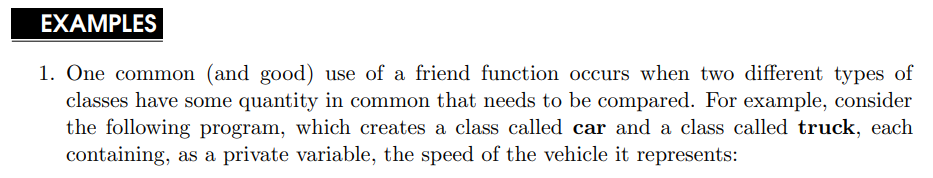 EXAMPLES
1. One common (and good) use of a friend function occurs when two different types of
classes have some quantity in common that needs to be compared. For example, consider
the following program, which creates a class called car and a class called truck, each
containing, as a private variable, the speed of the vehicle it represents: